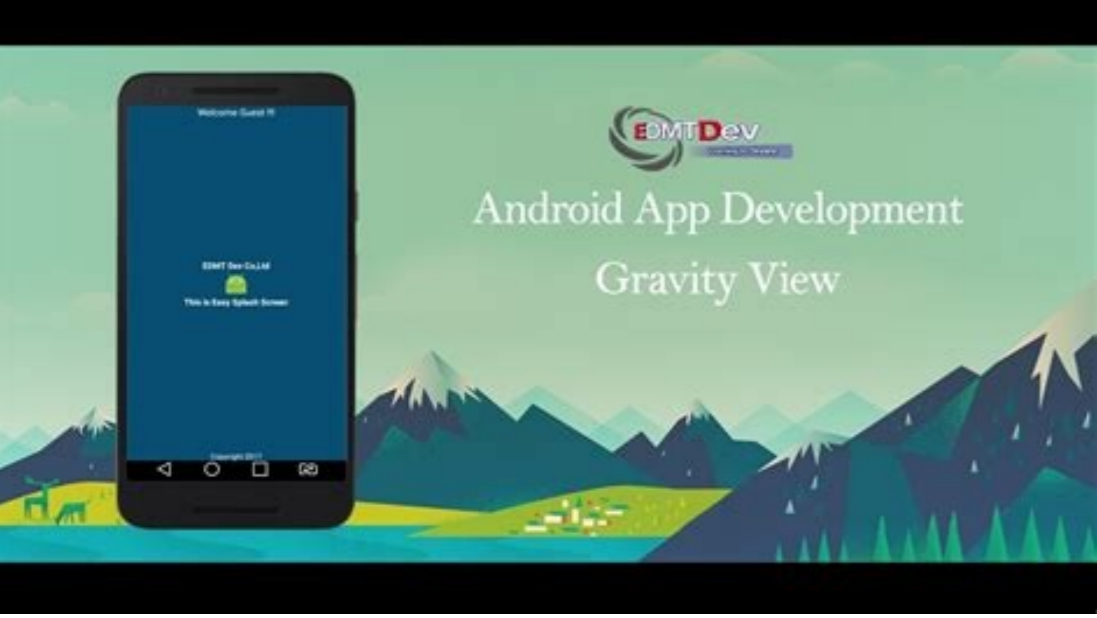 Welcome Guest !!!
EDMT Dev Co,Ltd
This is Easy Splash Screen
Copyright 2017
EDMTDev
Android App Development
Gravity View